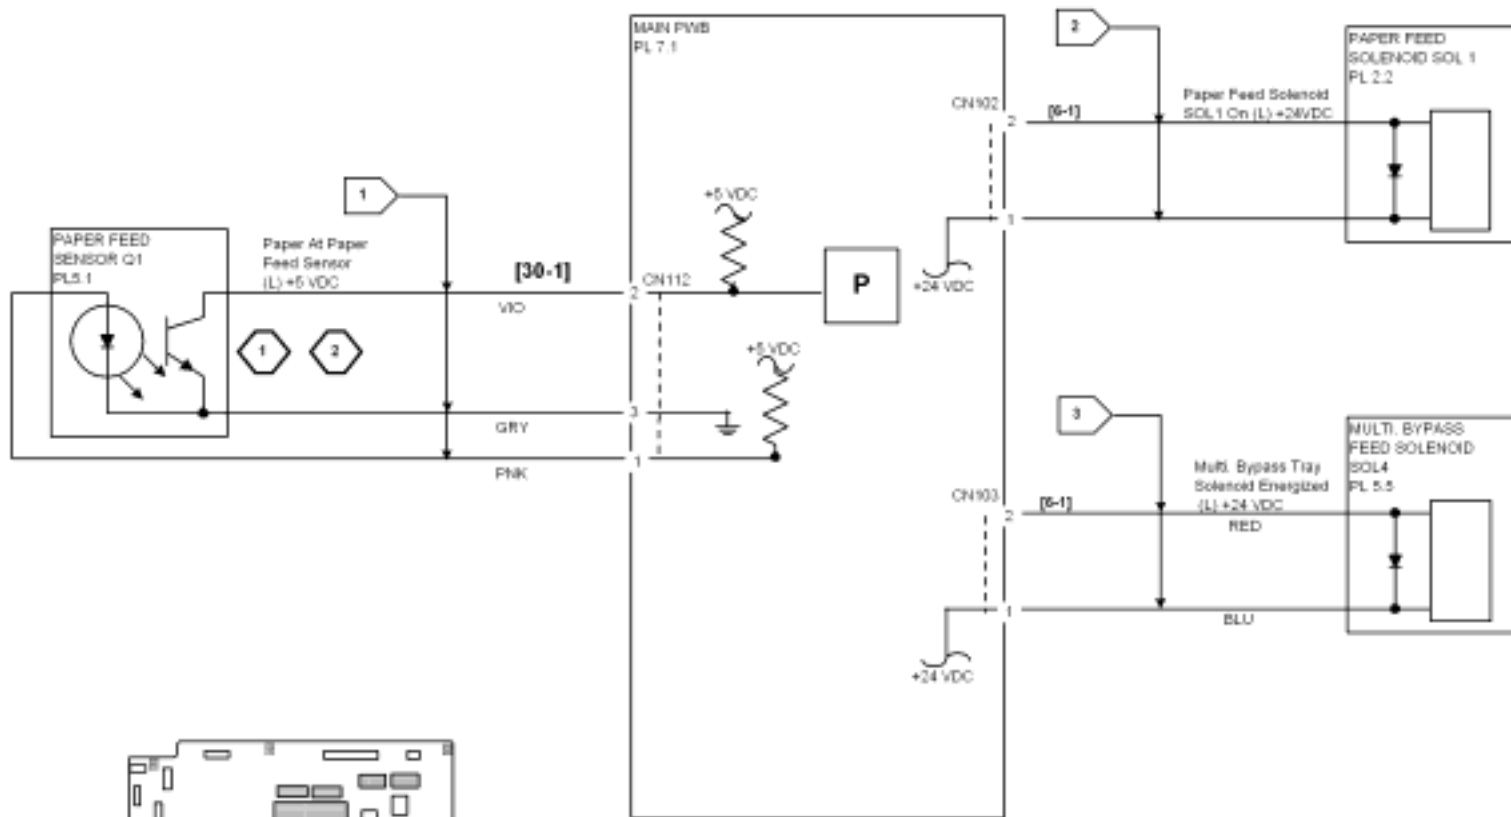 MAIN PWB
PL 7.1
2
PAPER FEED
SOLENOID SOL 1
PL 2.2
CN102
2
[6-1]
Paper Feed Solenoid
SOL1 On (L) +24VDC
1
+24 VDC
1
PAPER FEED
SENSOR Q1
PL5.1
Paper At Paper
Feed Sensor
(L) +5 VDC
[30-1]
VIO
2
CN112
+5 VDC
P
1
2
+5 VDC
3
GRY
1
PNK
3
MULTI. BYPASS
FEED SOLENOID
SOL4
PL 5.5
CN103
2
[6-1]
Multi. Bypass Tray
Solenoid Energized
(L) +24 VDC
RED
1
BLU
+24 VDC